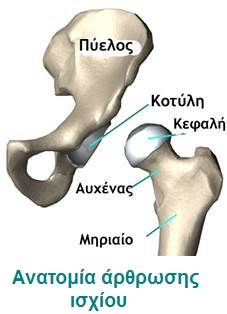 Πύελος
Κοτύλη
Κεφαλή
Αυχένας
Μηριαίο
Ανατομία άρθρωσης
ισχίου